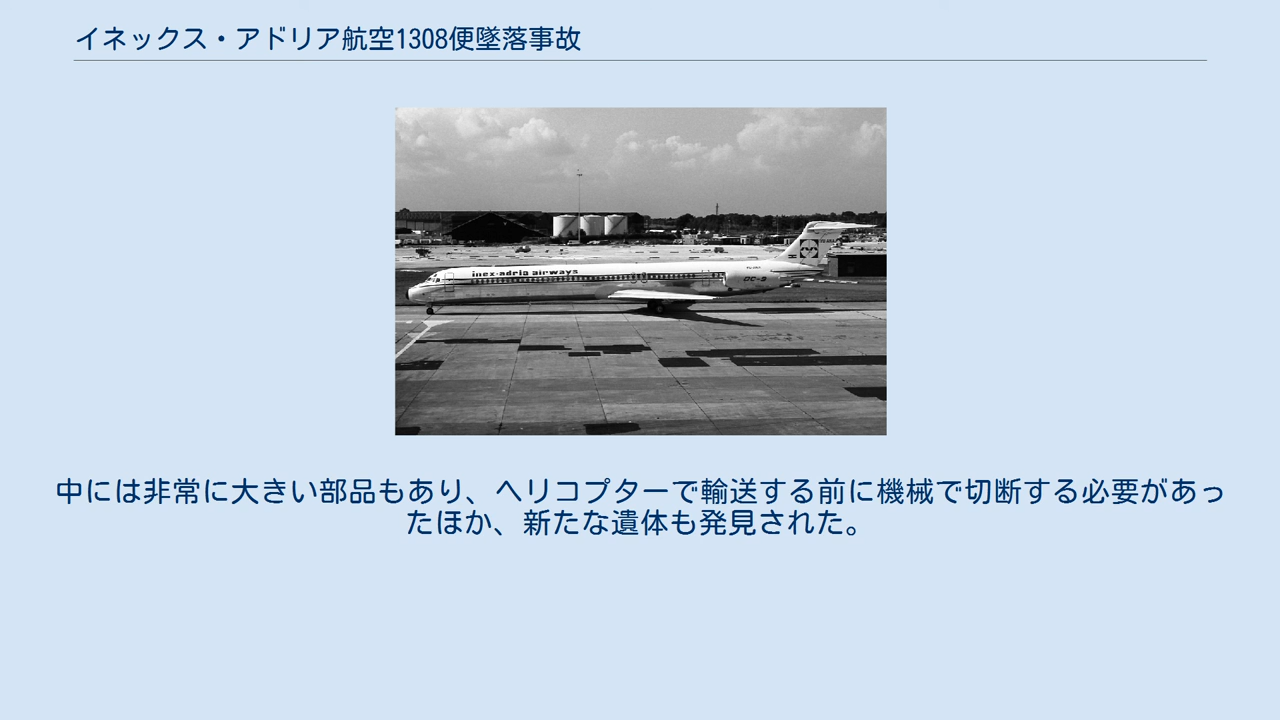 イネックス・アドリア航空1308便墜落事故
inex-adria airways
DC-9
中には非常に大きい部品もあり、ヘリコプターで輸送する前に機械で切断する必要があっ
たほか、新たな遺体も発見された。